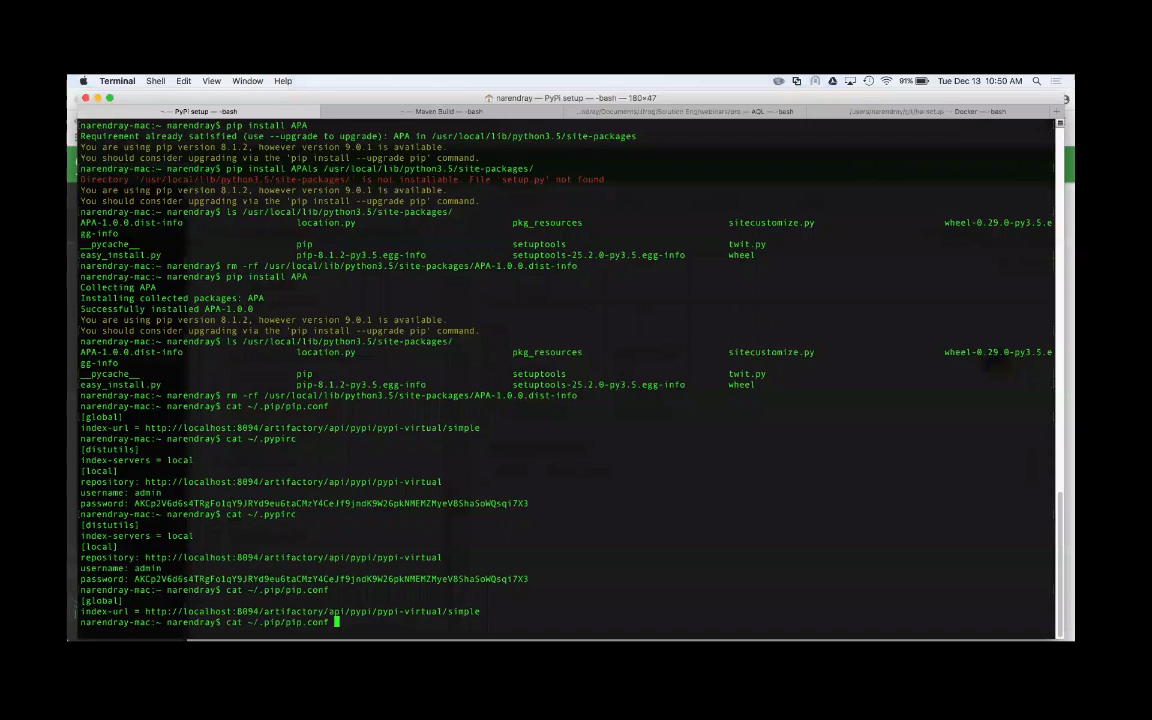 Terminal Shell Edit View Window Help 91% Tue Dec 13 10:50 AM
narendray — PyPi setup — -bash — 180×47
~ — PyPi setup — -bash ~ — Maven Build — -bash ...ndray/Documents/jfrog/Solution Eng/webinars/pro — AQL — -bash Docker — -bash
narendray-mac:~ narendray$ pip install APA
Requirement already satisfied (use --upgrade to upgrade): APA in /usr/local/lib/python3.5/site-packages
You are using pip version 8.1.2, however version 9.0.1 is available.
You should consider upgrading via the 'pip install --upgrade pip' command.
narendray-mac:~ narendray$ pip install APAls /usr/local/lib/python3.5/site-packages/
Directory '/usr/local/lib/python3.5/site-packages/' is not installable. File 'setup.py' not found.
You are using pip version 8.1.2, however version 9.0.1 is available.
You should consider upgrading via the 'pip install --upgrade pip' command.
narendray-mac:~ narendray$ ls /usr/local/lib/python3.5/site-packages/
APA-1.0.0.dist-info location.py pkg_resources sitecustomize.py wheel-0.29.0-py3.5.e
gg-info
__pycache__ pip setuptools twit.py
easy_install.py pip-8.1.2-py3.5.egg-info setuptools-25.2.0-py3.5.egg-info wheel
narendray-mac:~ narendray$ rm -rf /usr/local/lib/python3.5/site-packages/APA-1.0.0.dist-info
narendray-mac:~ narendray$ pip install APA
Collecting APA
Installing collected packages: APA
Successfully installed APA-1.0.0
You are using pip version 8.1.2, however version 9.0.1 is available.
You should consider upgrading via the 'pip install --upgrade pip' command.
narendray-mac:~ narendray$ ls /usr/local/lib/python3.5/site-packages/
APA-1.0.0.dist-info location.py pkg_resources sitecustomize.py wheel-0.29.0-py3.5.e
gg-info
__pycache__ pip setuptools twit.py
easy_install.py pip-8.1.2-py3.5.egg-info setuptools-25.2.0-py3.5.egg-info wheel
narendray-mac:~ narendray$ rm -rf /usr/local/lib/python3.5/site-packages/APA-1.0.0.dist-info
narendray-mac:~ narendray$ cat ~/.pip/pip.conf
[global]
index-url = http://localhost:8094/artifactory/api/pypi/pypi-virtual/simple
narendray-mac:~ narendray$ cat ~/.pypirc
[distutils]
index-servers = local
[local]
repository: http://localhost:8094/artifactory/api/pypi/pypi-virtual
username: admin
password: AKCp2V6d6s4TRgFo1qY9JRYd9eu6taCMzY4CeJf9jndK9W26pkNMEMZMyeV8ShaSoWQsqi7X3
narendray-mac:~ narendray$ cat ~/.pypirc
[distutils]
index-servers = local
[local]
repository: http://localhost:8094/artifactory/api/pypi/pypi-virtual
username: admin
password: AKCp2V6d6s4TRgFo1qY9JRYd9eu6taCMzY4CeJf9jndK9W26pkNMEMZMyeV8ShaSoWQsqi7X3
narendray-mac:~ narendray$ cat ~/.pip/pip.conf
[global]
index-url = http://localhost:8094/artifactory/api/pypi/pypi-virtual/simple
narendray-mac:~ narendray$ cat ~/.pip/pip.conf